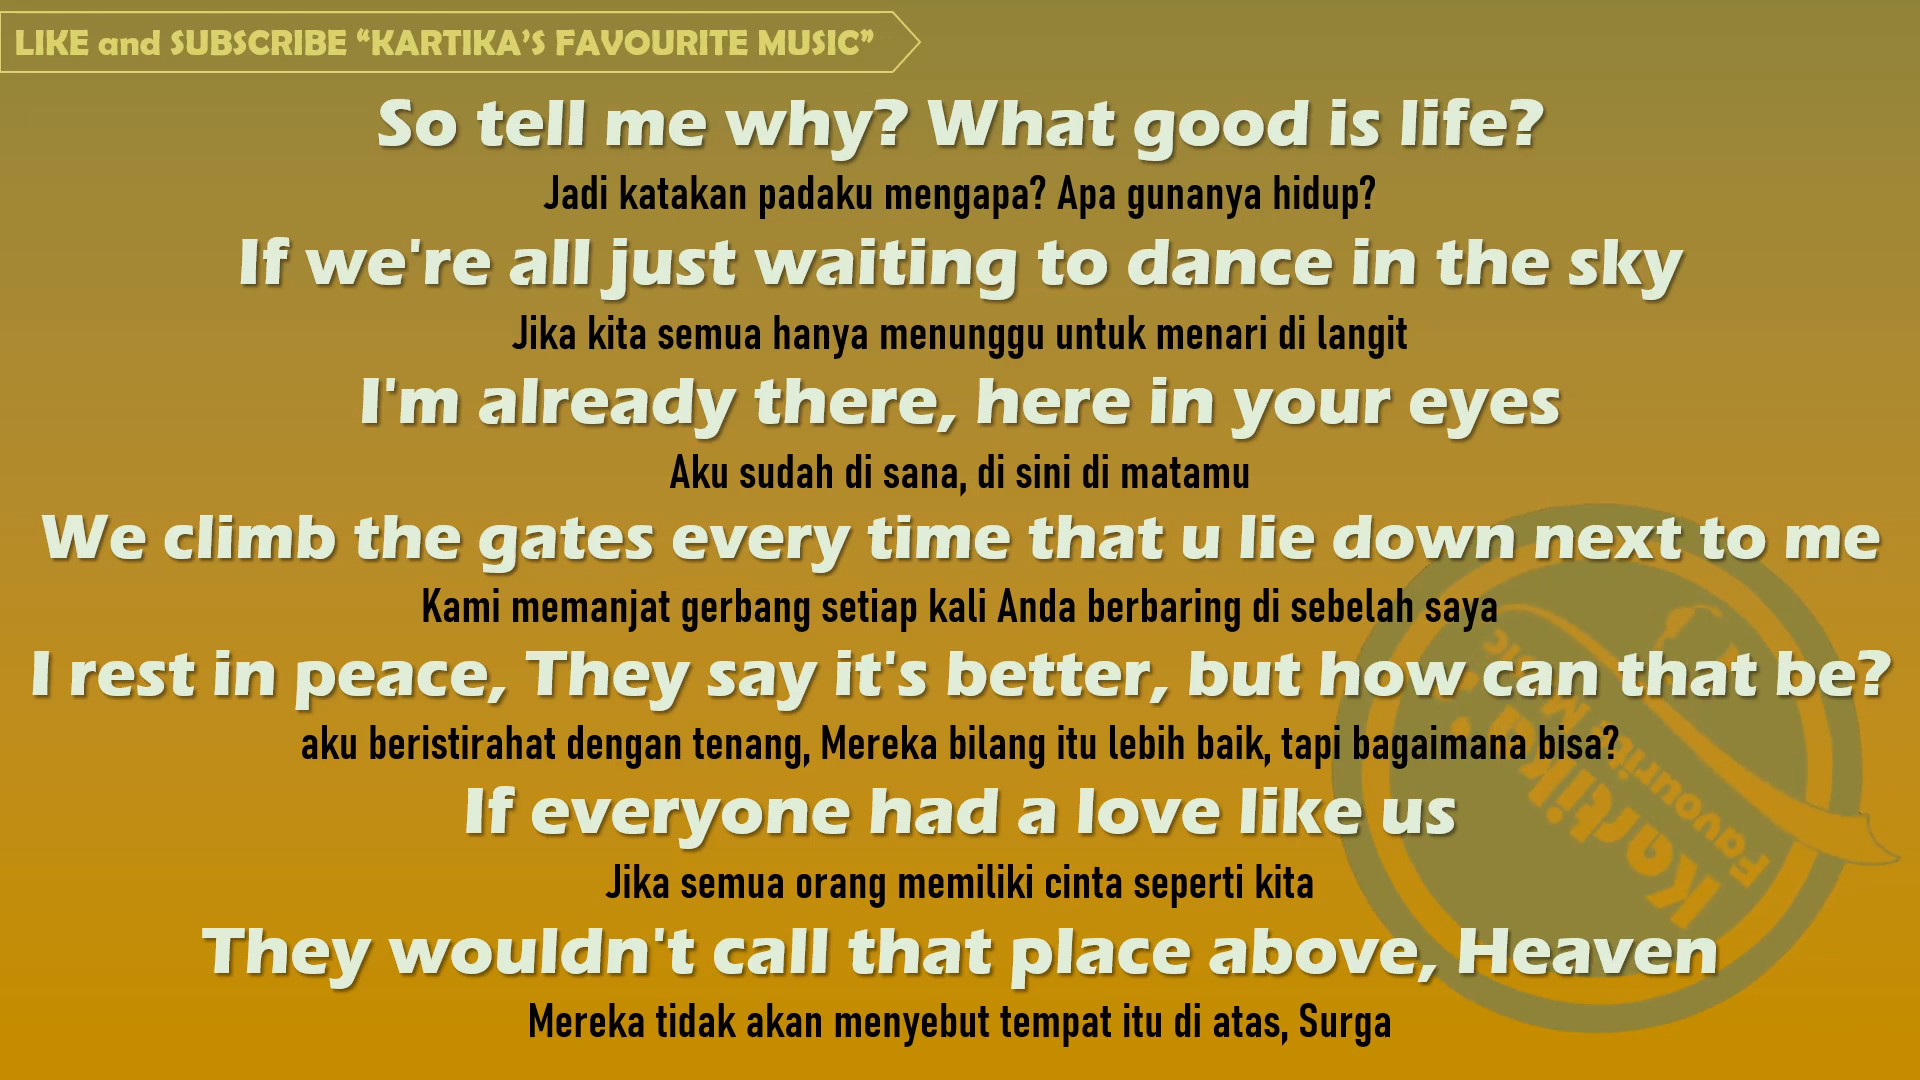 LIKE and SUBSCRIBE “KARTIKA’S FAVOURITE MUSIC”
So tell me why? What good is life?
Jadi katakan padaku mengapa? Apa gunanya hidup?
If we're all just waiting to dance in the sky
Jika kita semua hanya menunggu untuk menari di langit
I'm already there, here in your eyes
Aku sudah di sana, di sini di matamu
We climb the gates every time that u lie down next to me
Kami memanjat gerbang setiap kali Anda berbaring di sebelah saya
I rest in peace, They say it's better, but how can that be?
aku beristirahat dengan tenang, Mereka bilang itu lebih baik, tapi bagaimana bisa?
If everyone had a love like us
Jika semua orang memiliki cinta seperti kita
They wouldn't call that place above, Heaven
Mereka tidak akan menyebut tempat itu di atas, Surga
Kartika's
Favourite Music